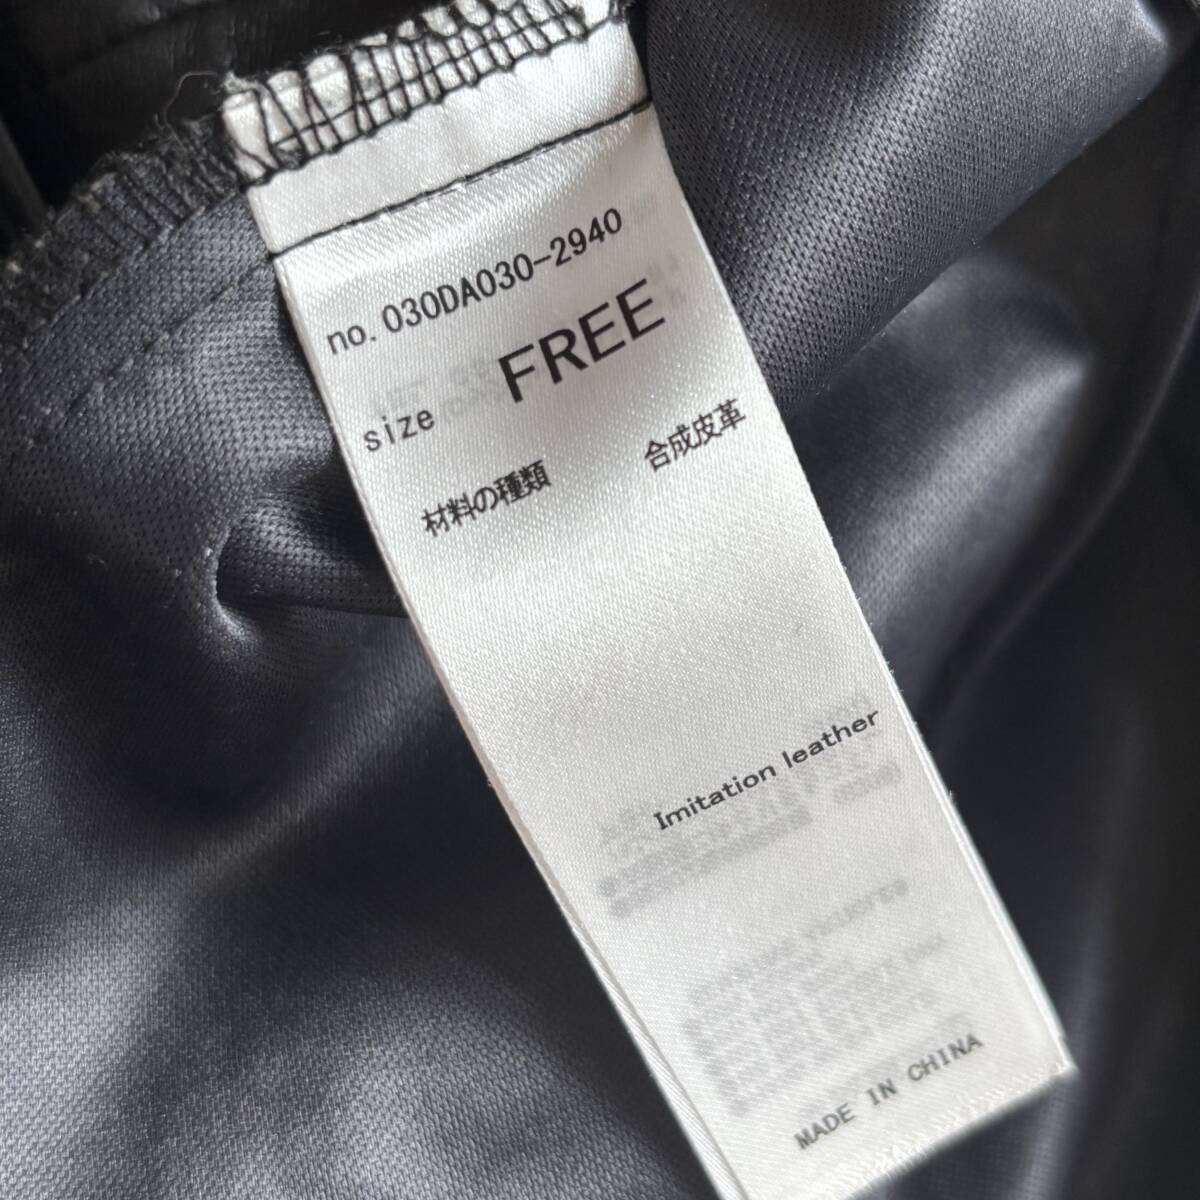 no. 030DA030-2940
size FREE
材料の種類 合成皮革
Imitation leather
MADE IN CHINA